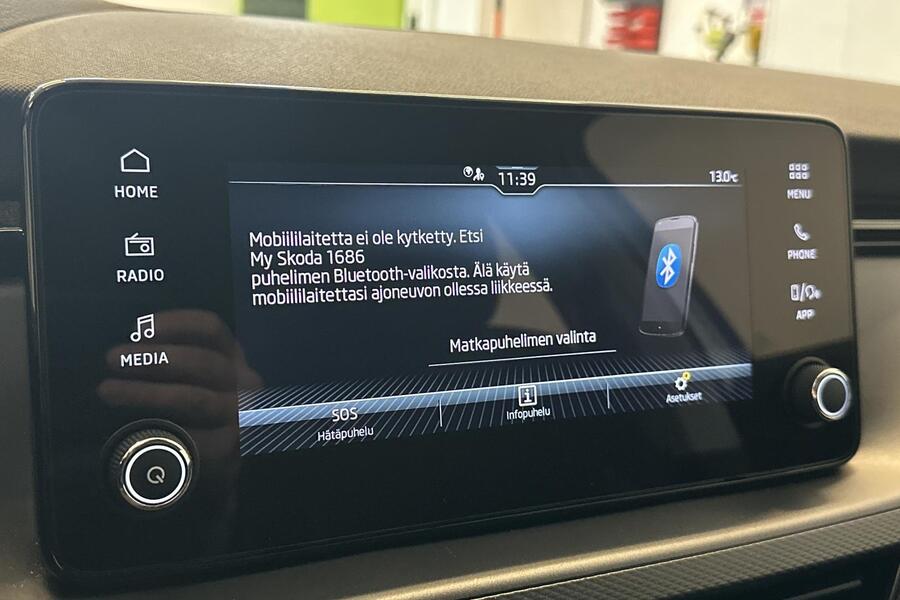 11:39
13.0°C
HOME
RADIO
MEDIA
Mobiililaitetta ei ole kytketty. Etsi
My Skoda 1686
puhelimen Bluetooth-valikosta. Älä käytä
mobiililaitettasi ajoneuvon ollessa liikkeessä.
Matkapuhelimen valinta
SOS
Hätäpuhelu
Infopuhelu
Asetukset
MENU
PHONE
APP